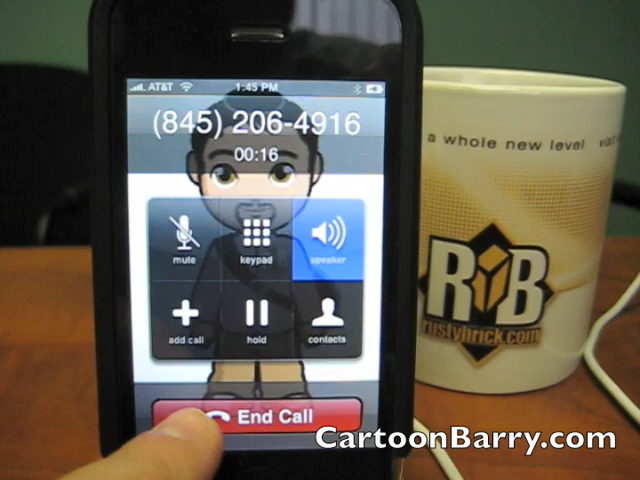 AT&T 1:45 PM
(845) 206-4916
00:16
mute keypad speaker
add call hold contacts
End Call
a whole new level
RB
rustybrick.com
CartoonBarry.com